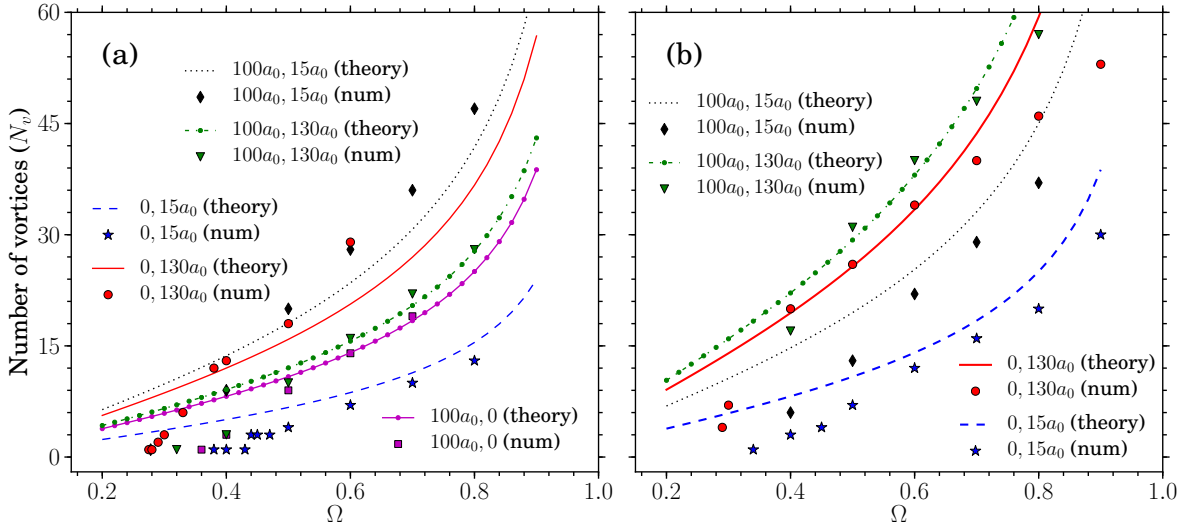 Number of vortices (N_v)
60
45
30
15
0
(a)
100a_0, 15a_0 (theory)
100a_0, 15a_0 (num)
100a_0, 130a_0 (theory)
100a_0, 130a_0 (num)
0, 15a_0 (theory)
0, 15a_0 (num)
0, 130a_0 (theory)
0, 130a_0 (num)
100a_0, 0 (theory)
100a_0, 0 (num)
0.2 0.4 0.6 0.8 1.0
Ω
(b)
100a_0, 15a_0 (theory)
100a_0, 15a_0 (num)
100a_0, 130a_0 (theory)
100a_0, 130a_0 (num)
0, 130a_0 (theory)
0, 130a_0 (num)
0, 15a_0 (theory)
0, 15a_0 (num)
0.2 0.4 0.6 0.8 1.0
Ω